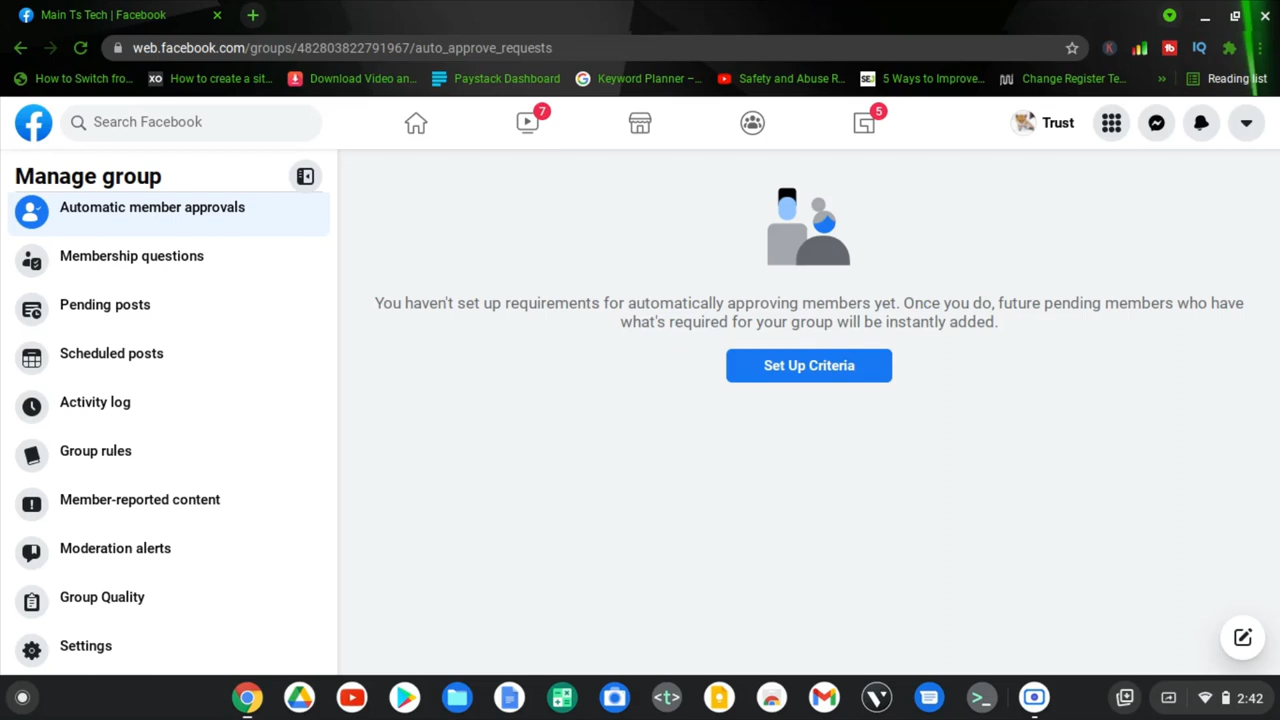 Main Ts Tech | Facebook
web.facebook.com/groups/482803822791967/auto_approve_requests
How to Switch fro...
XO How to create a sit...
Download Video an...
Paystack Dashboard
Keyword Planner –...
Safety and Abuse R...
SEJ 5 Ways to Improve...
Change Register Te...
»
Reading list
Search Facebook
7
5
Trust
Manage group
Automatic member approvals
Membership questions
Pending posts
Scheduled posts
Activity log
Group rules
Member-reported content
Moderation alerts
Group Quality
Settings
You haven't set up requirements for automatically approving members yet. Once you do, future pending members who have
what's required for your group will be instantly added.
Set Up Criteria
<t>
>_
2:42